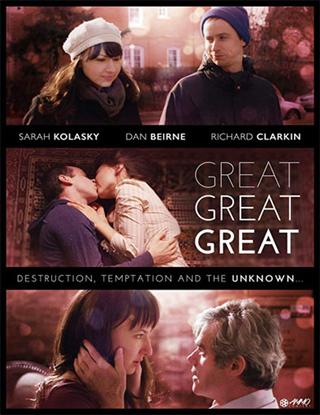 SARAH KOLASKY DAN BEIRNE RICHARD CLARKIN
GREAT
GREAT
GREAT
DESTRUCTION, TEMPTATION AND THE UNKNOWN...